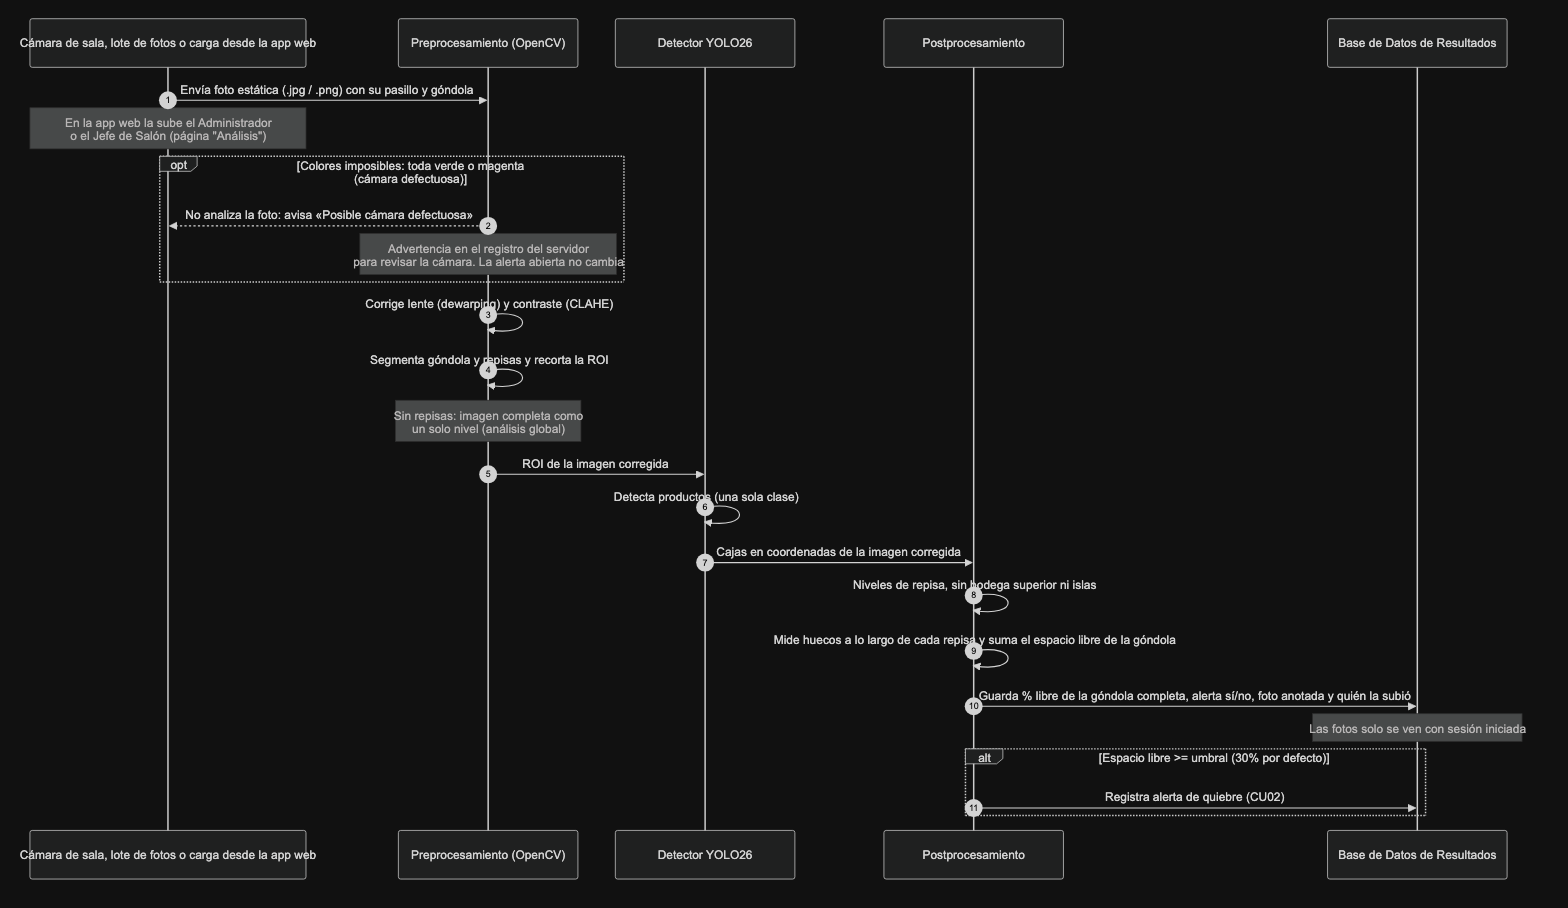 Cámara de sala, lote de fotos o carga desde la app web
Preprocesamiento (OpenCV)
Detector YOLO26
Postprocesamiento
Base de Datos de Resultados
1
Envía foto estática (.jpg / .png) con su pasillo y góndola
En la app web la sube el Administrador
o el Jefe de Salón (página "Análisis")
opt
[Colores imposibles: toda verde o magenta
(cámara defectuosa)]
No analiza la foto: avisa «Posible cámara defectuosa»
2
Advertencia en el registro del servidor
para revisar la cámara. La alerta abierta no cambia
Corrige lente (dewarping) y contraste (CLAHE)
3
Segmenta góndola y repisas y recorta la ROI
4
Sin repisas: imagen completa como
un solo nivel (análisis global)
5
ROI de la imagen corregida
Detecta productos (una sola clase)
6
7
Cajas en coordenadas de la imagen corregida
Niveles de repisa, sin bodega superior ni islas
8
Mide huecos a lo largo de cada repisa y suma el espacio libre de la góndola
9
Guarda % libre de la góndola completa, alerta sí/no, foto anotada y quién la subió
10
Las fotos solo se ven con sesión iniciada
alt
[Espacio libre >= umbral (30% por defecto)]
Registra alerta de quiebre (CU02)
11
Cámara de sala, lote de fotos o carga desde la app web
Preprocesamiento (OpenCV)
Detector YOLO26
Postprocesamiento
Base de Datos de Resultados